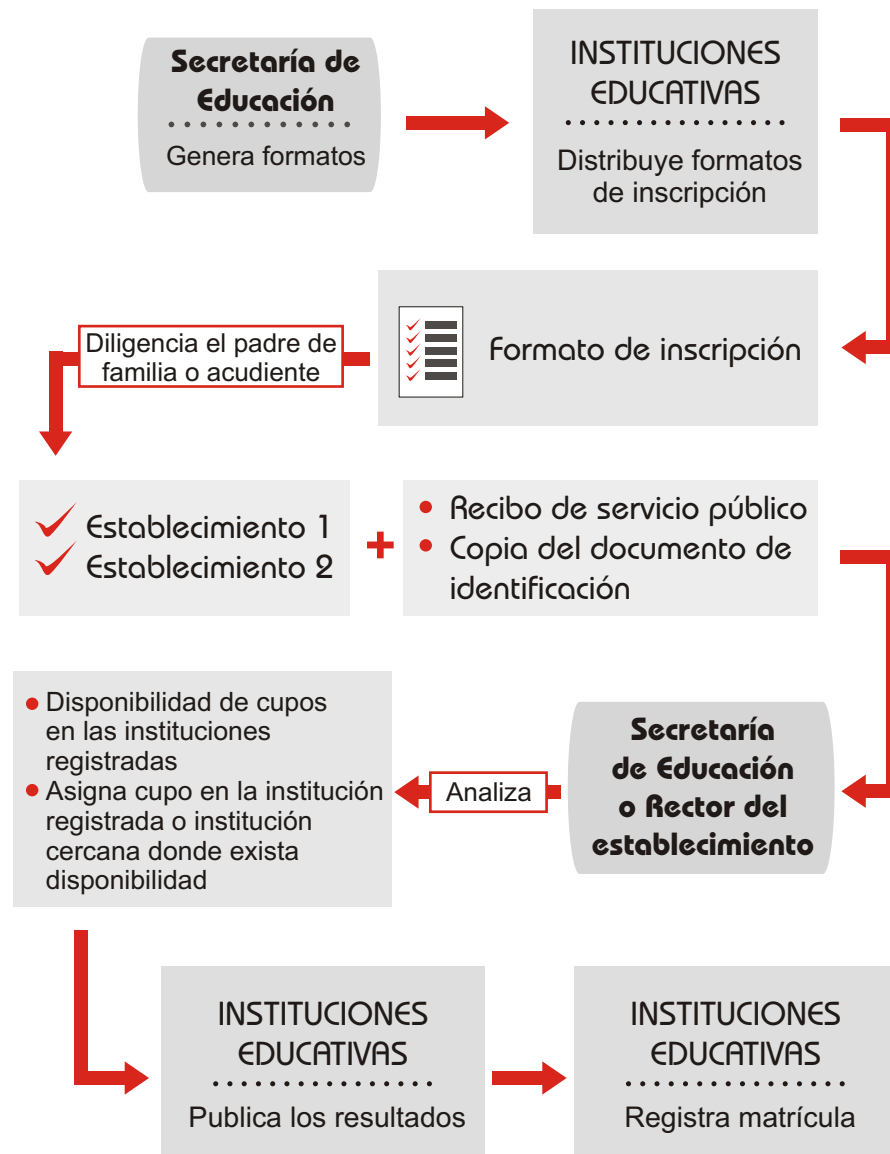 Secretaría de
Educación
Genera formatos
INSTITUCIONES
EDUCATIVAS
Distribuye formatos
de inscripción
Formato de inscripción
Diligencia el padre de
familia o acudiente
Establecimiento 1
Establecimiento 2
+
• Recibo de servicio público
• Copia del documento de
identificación
Secretaría
de Educación
o Rector del
establecimiento
Analiza
• Disponibilidad de cupos
en las instituciones
registradas
• Asigna cupo en la institución
registrada o institución
cercana donde exista
disponibilidad
INSTITUCIONES
EDUCATIVAS
Publica los resultados
INSTITUCIONES
EDUCATIVAS
Registra matrícula